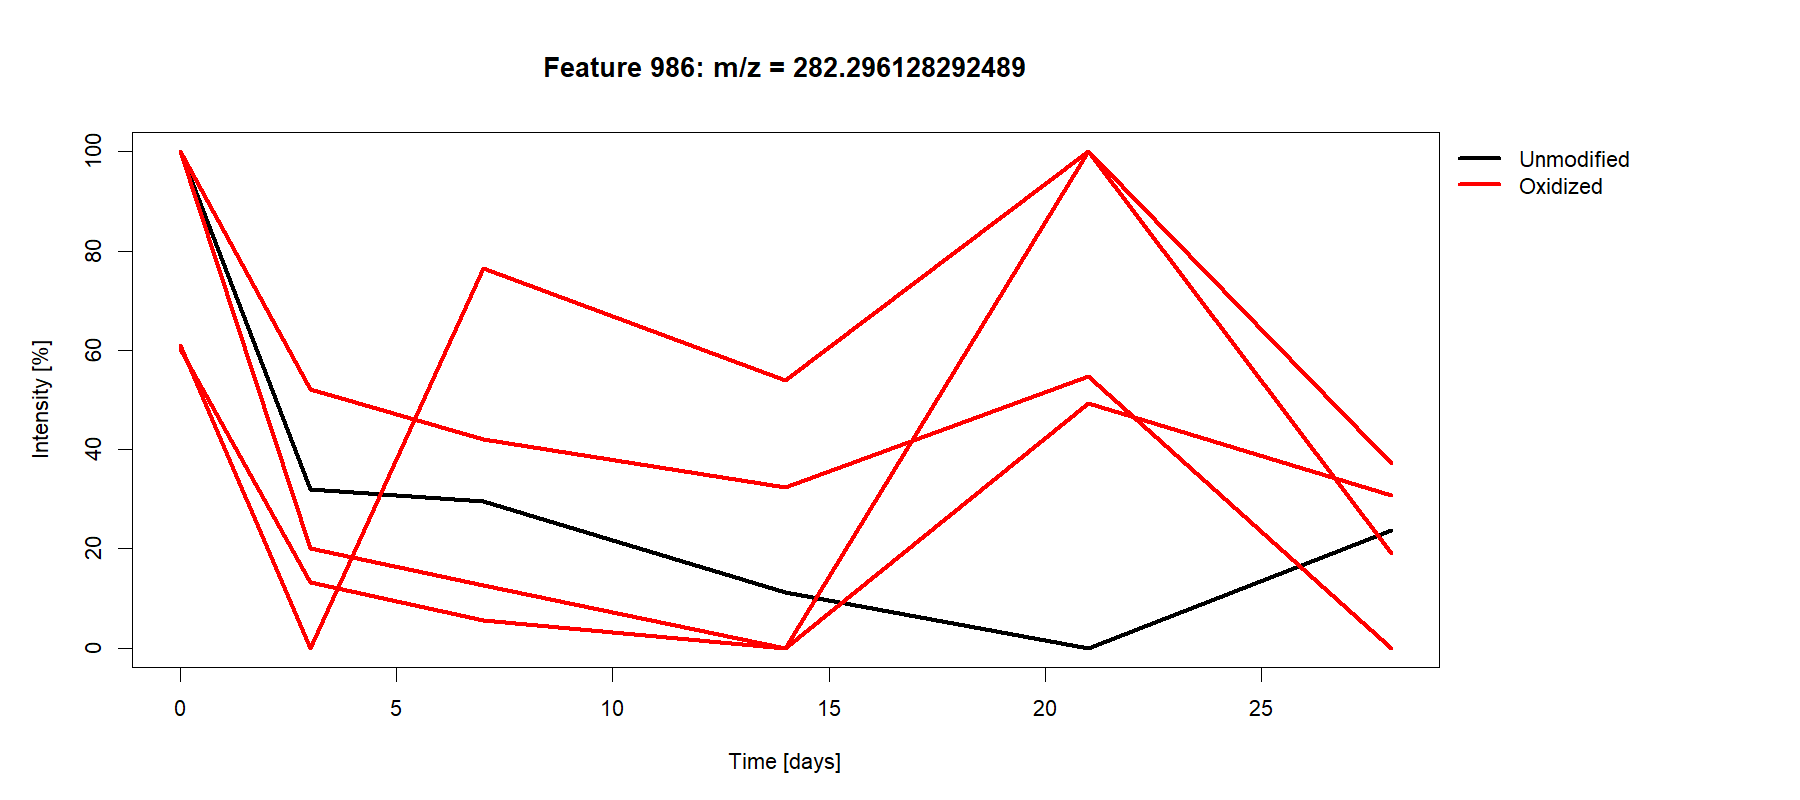 Feature 986: m/z = 282.296128292489
Unmodified
Oxidized
Intensity [%]
100
80
60
40
20
0
0 5 10 15 20 25
Time [days]